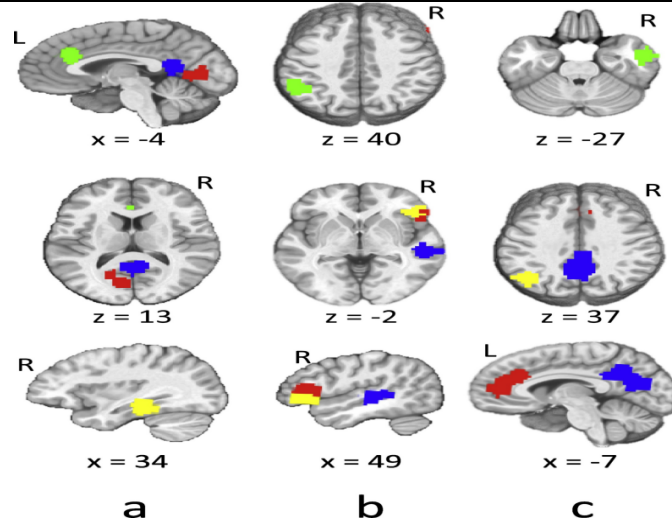 L R R
x = -4 z = 40 z = -27
R R R
z = 13 z = -2 z = 37
R R L
x = 34 x = 49 x = -7
a b c